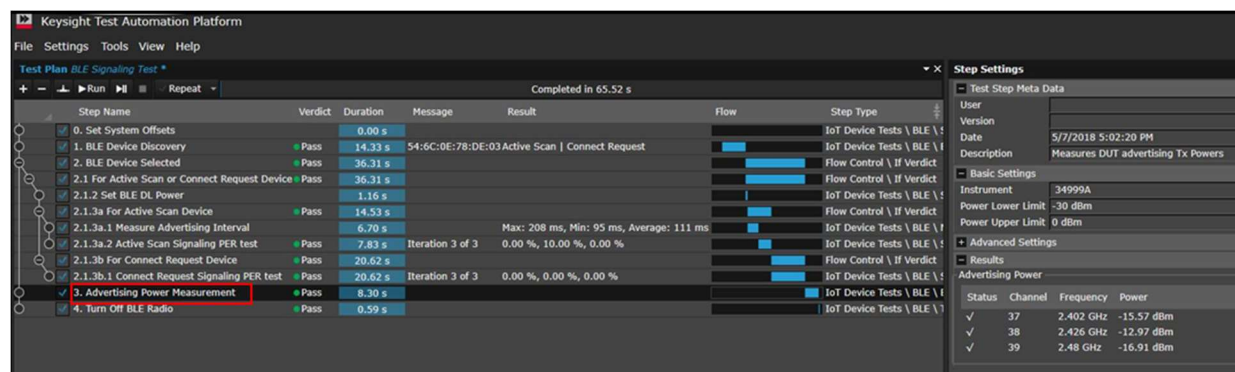 Keysight Test Automation Platform
File Settings Tools View Help
Test Plan BLE Signaling Test *
Run Repeat Completed in 65.52 s
Step Name Verdict Duration Message Result Flow Step Type
0. Set System Offsets 0.00 s IoT Device Tests \ BLE \
1. BLE Device Discovery Pass 14.33 s 54:6C:0E:78:DE:03 Active Scan | Connect Request IoT Device Tests \ BLE \
2. BLE Device Selected Pass 36.31 s Flow Control \ If Verdict
2.1 For Active Scan or Connect Request Device Pass 36.31 s Flow Control \ If Verdict
2.1.2 Set BLE DL Power 1.16 s IoT Device Tests \ BLE \
2.1.3a For Active Scan Device Pass 14.53 s Flow Control \ If Verdict
2.1.3a.1 Measure Advertising Interval 6.70 s Max: 208 ms, Min: 95 ms, Average: 111 ms IoT Device Tests \ BLE \
2.1.3a.2 Active Scan Signaling PER test Pass 7.83 s Iteration 3 of 3 0.00 %, 10.00 %, 0.00 % IoT Device Tests \ BLE \
2.1.3b For Connect Request Device Pass 20.62 s Flow Control \ If Verdict
2.1.3b.1 Connect Request Signaling PER test Pass 20.62 s Iteration 3 of 3 0.00 %, 0.00 %, 0.00 % IoT Device Tests \ BLE \
3. Advertising Power Measurement Pass 8.30 s IoT Device Tests \ BLE \
4. Turn Off BLE Radio Pass 0.59 s IoT Device Tests \ BLE \
Step Settings
Test Step Meta Data
User
Version
Date 5/7/2018 5:02:20 PM
Description Measures DUT advertising Tx Powers
Basic Settings
Instrument 34999A
Power Lower Limit -30 dBm
Power Upper Limit 0 dBm
Advanced Settings
Results
Advertising Power
Status Channel Frequency Power
√ 37 2.402 GHz -15.57 dBm
√ 38 2.426 GHz -12.97 dBm
√ 39 2.48 GHz -16.91 dBm